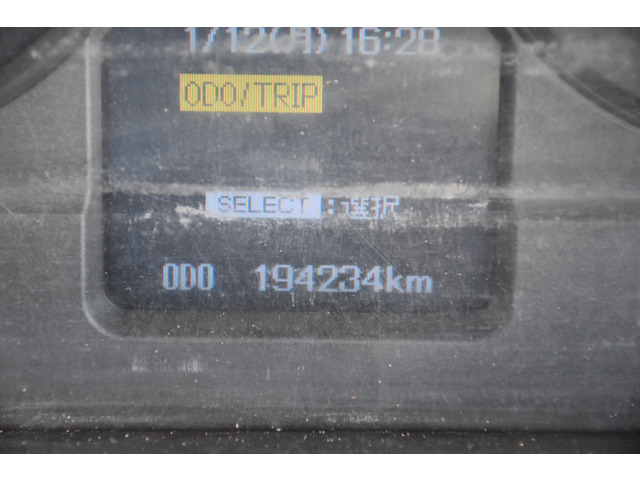 1/12(月)16:28
ODO/TRIP
SELECT:選択
ODO 194234km